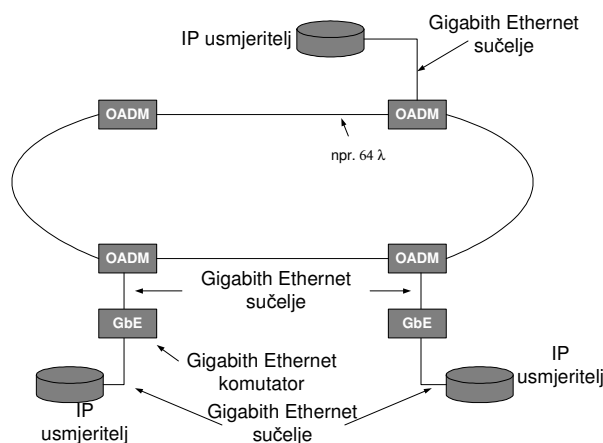 IP usmjeritelj
Gigabith Ethernet
sučelje
OADM
OADM
npr. 64 λ
OADM
OADM
Gigabith Ethernet
sučelje
GbE
GbE
Gigabith Ethernet
komutator
IP
usmjeritelj
IP
usmjeritelj
Gigabith Ethernet
sučelje